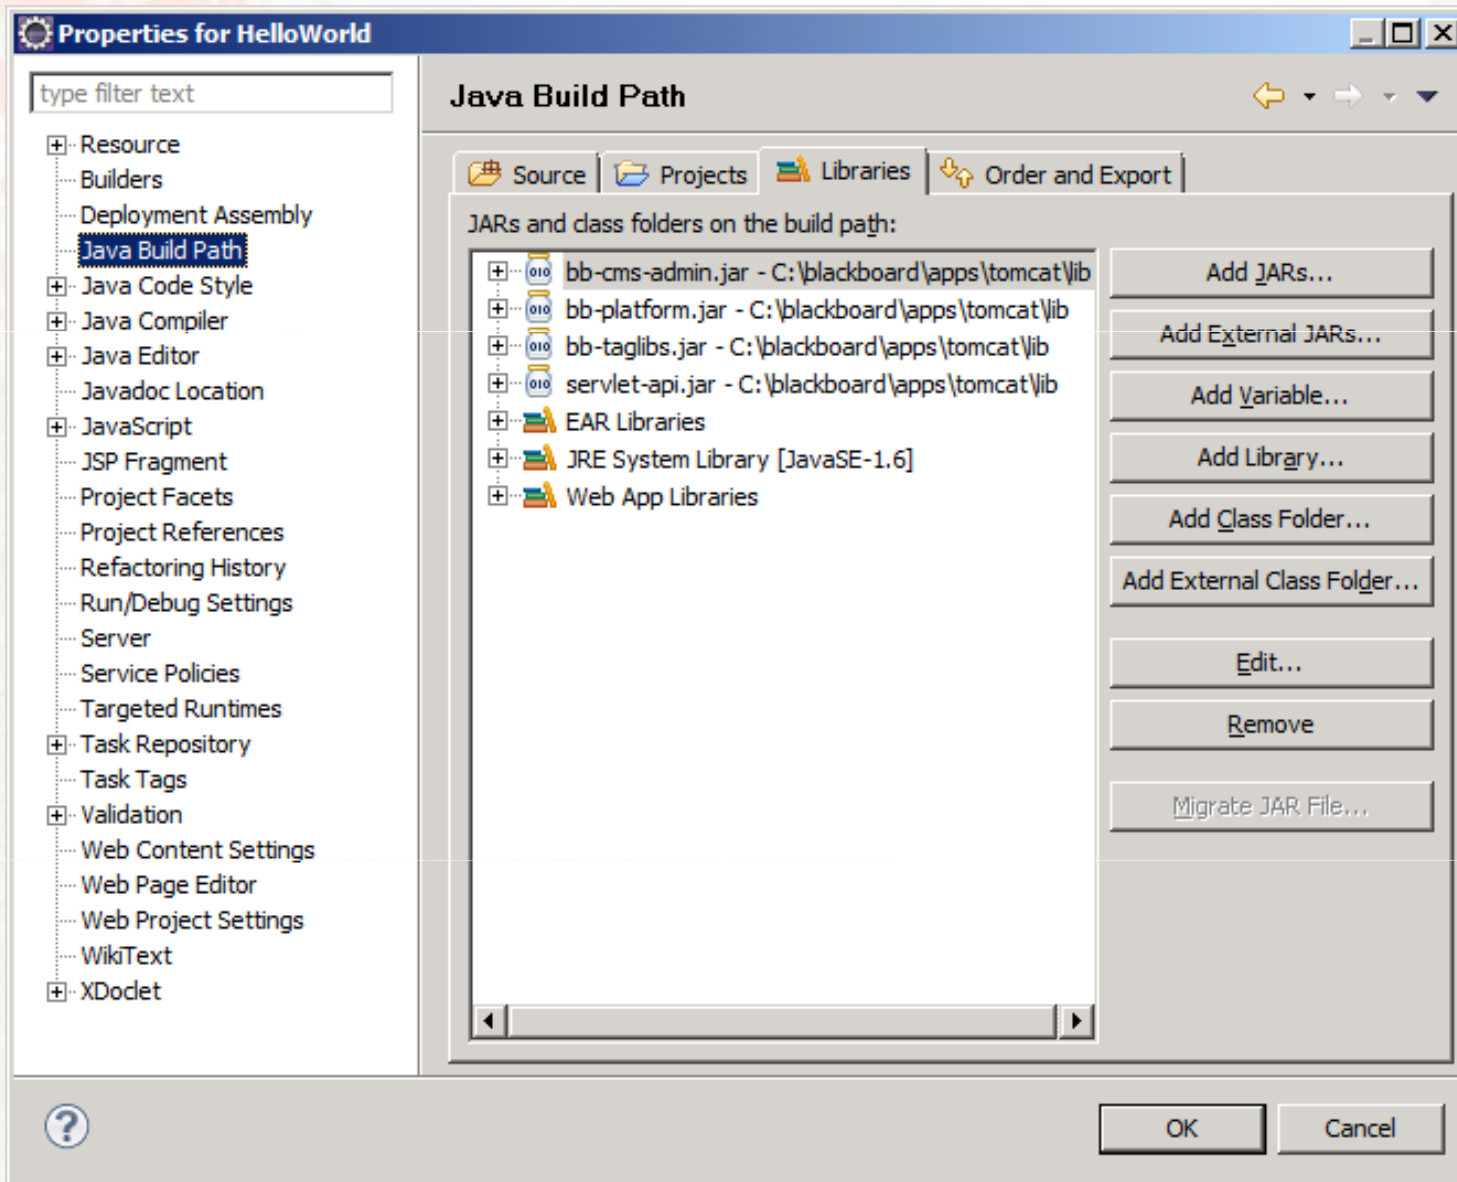 Properties for HelloWorld
type filter text
Resource
Builders
Deployment Assembly
Java Build Path
Java Code Style
Java Compiler
Java Editor
Javadoc Location
JavaScript
JSP Fragment
Project Facets
Project References
Refactoring History
Run/Debug Settings
Server
Service Policies
Targeted Runtimes
Task Repository
Task Tags
Validation
Web Content Settings
Web Page Editor
Web Project Settings
WikiText
XDoclet
Java Build Path
Source
Projects
Libraries
Order and Export
JARs and class folders on the build path:
bb-cms-admin.jar - C:\blackboard\apps\tomcat\lib
bb-platform.jar - C:\blackboard\apps\tomcat\lib
bb-taglibs.jar - C:\blackboard\apps\tomcat\lib
servlet-api.jar - C:\blackboard\apps\tomcat\lib
EAR Libraries
JRE System Library [JavaSE-1.6]
Web App Libraries
Add JARs...
Add External JARs...
Add Variable...
Add Library...
Add Class Folder...
Add External Class Folder...
Edit...
Remove
Migrate JAR File...
OK
Cancel